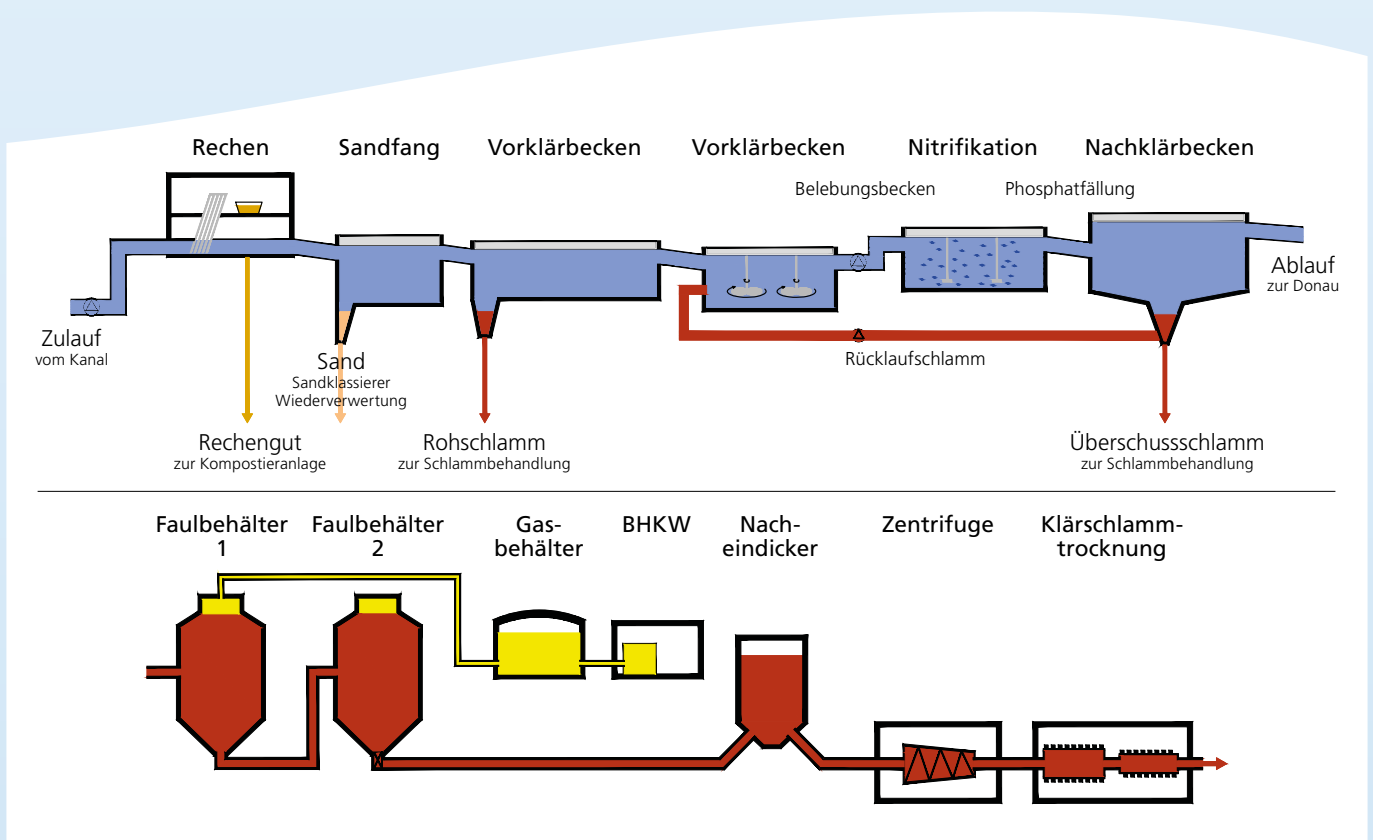 Rechen
Sandfang
Vorklärbecken
Vorklärbecken
Nitrifikation
Nachklärbecken
Belebungsbecken
Phosphatfällung
Zulauf
vom Kanal
Ablauf
zur Donau
Sand
Sandklassierer
Wiederverwertung
Rücklaufschlamm
Rechengut
zur Kompostieranlage
Rohschlamm
zur Schlammbehandlung
Überschussschlamm
zur Schlammbehandlung
Faulbehälter
1
Faulbehälter
2
Gas-
behälter
BHKW
Nach-
eindicker
Zentrifuge
Klärschlamm-
trocknung